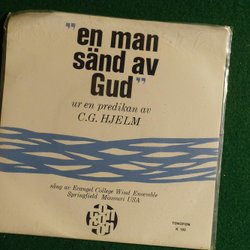 "en man
sänd av
Gud"
ur en predikan av
C.G. HJELM
sång av Evangel College Wind Ensemble
Springfield Missouri USA